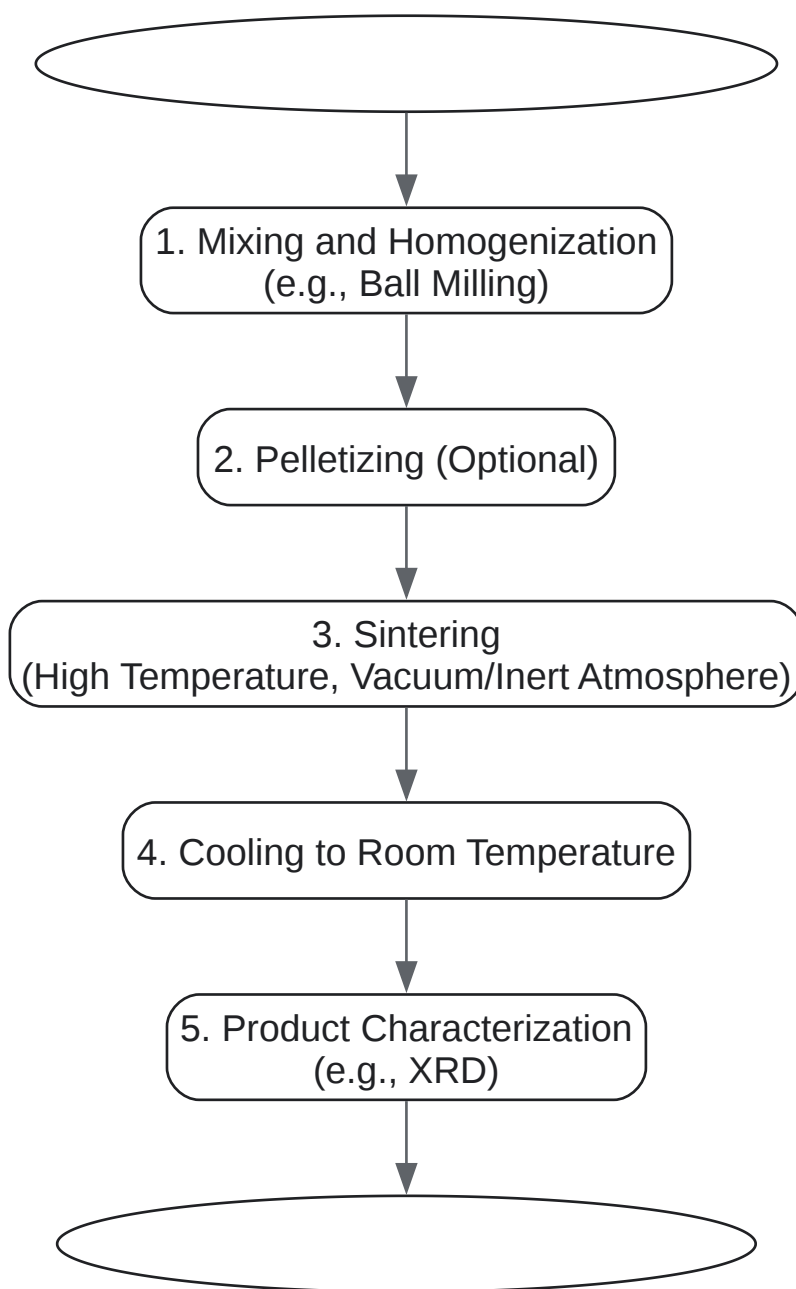 1. Mixing and Homogenization
(e.g., Ball Milling)
2. Pelletizing (Optional)
3. Sintering
(High Temperature, Vacuum/Inert Atmosphere)
4. Cooling to Room Temperature
5. Product Characterization
(e.g., XRD)